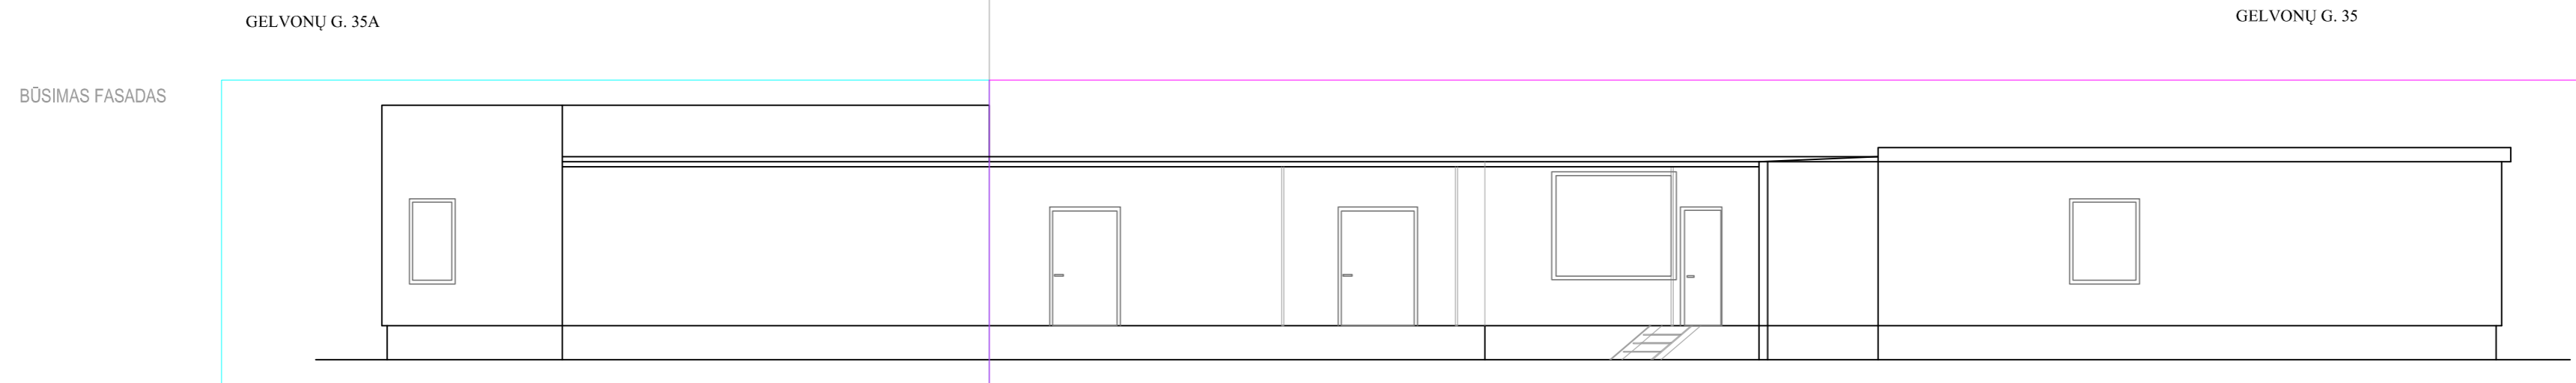 GELVONŲ G. 35A
GELVONŲ G. 35
BŪSIMAS FASADAS